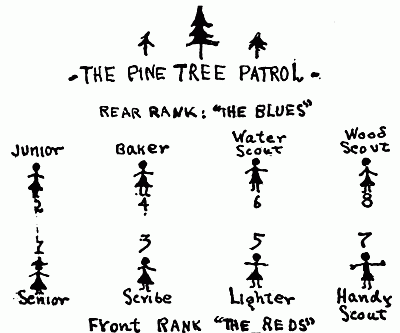 -THE PINE TREE PATROL-
REAR RANK: "THE BLUES"
Junior Baker Water Scout Wood Scout
2 4 6 8
1 3 5 7
Senior Scribe Lighter Handy Scout
Front RANK "THE REDS"